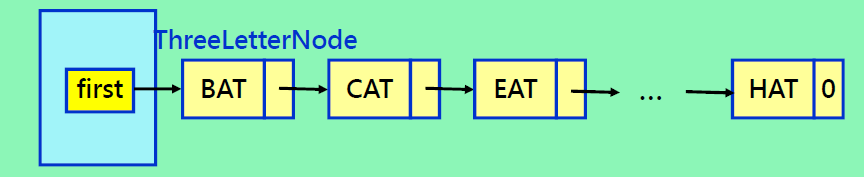 ThreeLetterNode
first BAT CAT EAT ... HAT 0